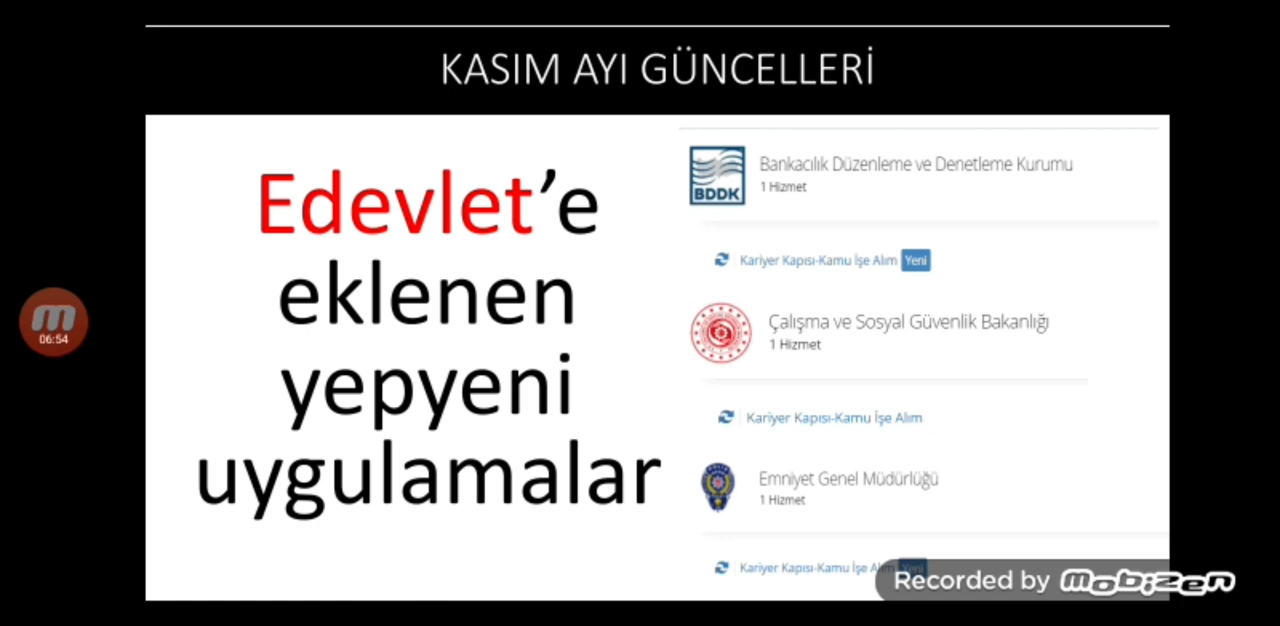 KASIM AYI GÜNCELLERİ
Edevlet'e
eklenen
yepyeni
uygulamalar
BDDK
Bankacılık Düzenleme ve Denetleme Kurumu
1 Hizmet
Kariyer Kapısı-Kamu İşe Alım Yeni
Çalışma ve Sosyal Güvenlik Bakanlığı
1 Hizmet
Kariyer Kapısı-Kamu İşe Alım
Emniyet Genel Müdürlüğü
1 Hizmet
Kariyer Kapısı-Kamu İşe Alım Yeni
06:54
Recorded by mobizen